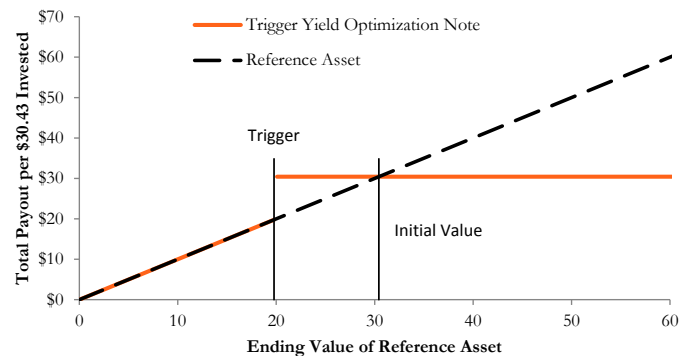 Total Payout per $30.43 Invested
$70
$60
$50
$40
$30
$20
$10
$0
Trigger Yield Optimization Note
Reference Asset
Trigger
Initial Value
0 10 20 30 40 50 60
Ending Value of Reference Asset